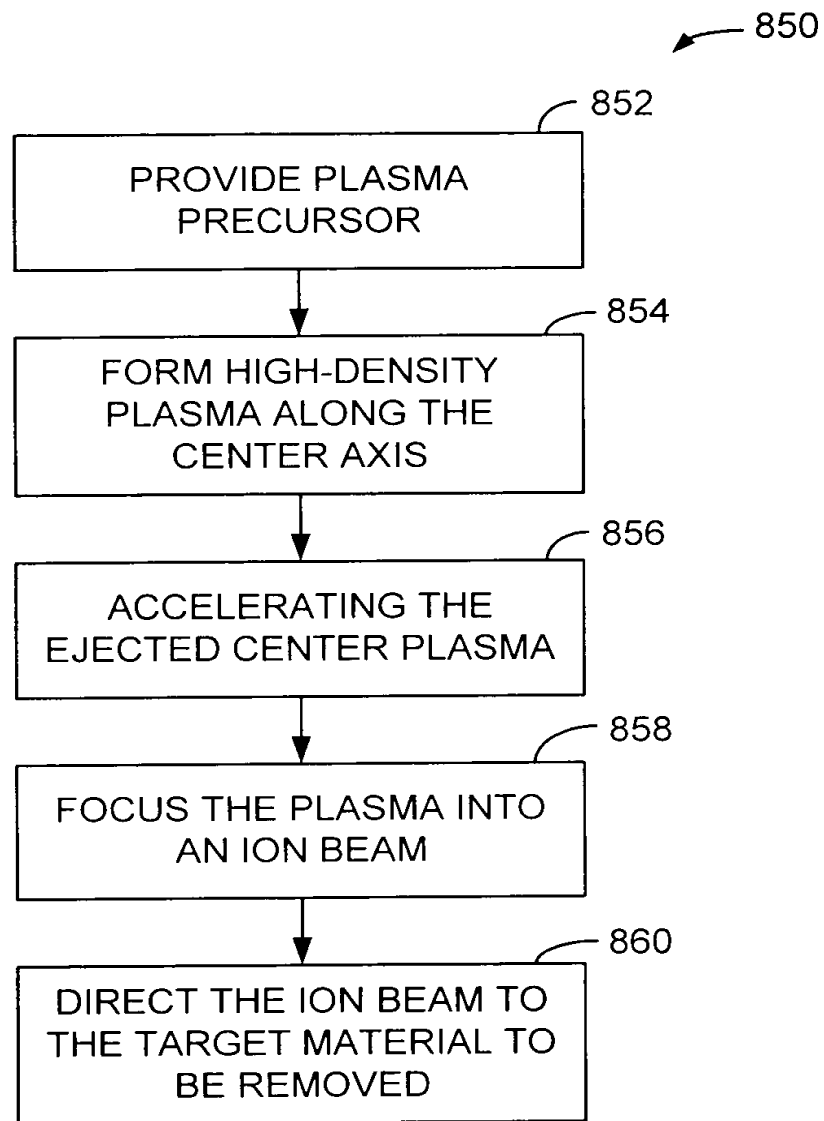 850
852
PROVIDE PLASMA
PRECURSOR
854
FORM HIGH-DENSITY
PLASMA ALONG THE
CENTER AXIS
856
ACCELERATING THE
EJECTED CENTER PLASMA
858
FOCUS THE PLASMA INTO
AN ION BEAM
860
DIRECT THE ION BEAM TO
THE TARGET MATERIAL TO
BE REMOVED